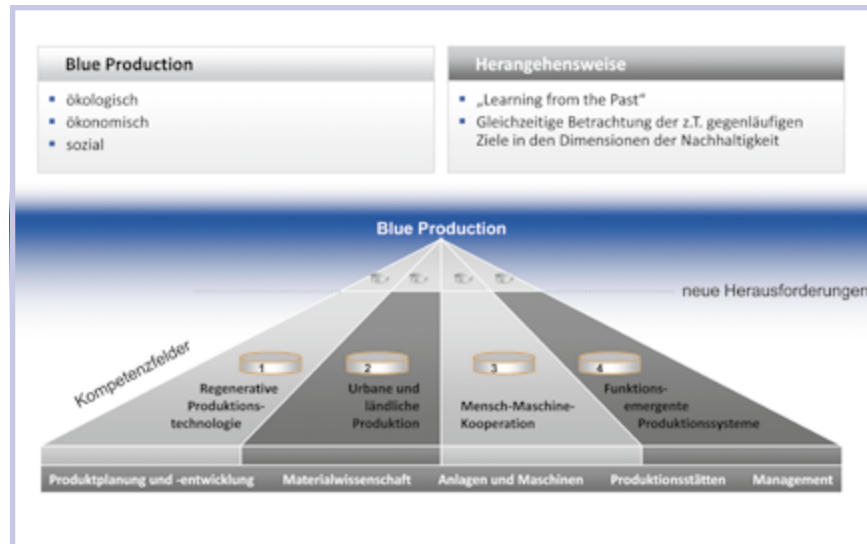 Blue Production
ökologisch
ökonomisch
sozial
Herangehensweise
„Learning from the Past“
Gleichzeitige Betrachtung der z.T. gegenläufigen
Ziele in den Dimensionen der Nachhaltigkeit
Blue Production
neue Herausforderungen
Kompetenzfelder
1
Regenerative
Produktions-
technologie
2
Urbane und
ländliche
Produktion
3
Mensch-Maschine-
Kooperation
4
Funktions-
emergente
Produktionssysteme
Produktplanung und -entwicklung
Materialwissenschaft
Anlagen und Maschinen
Produktionsstätten
Management